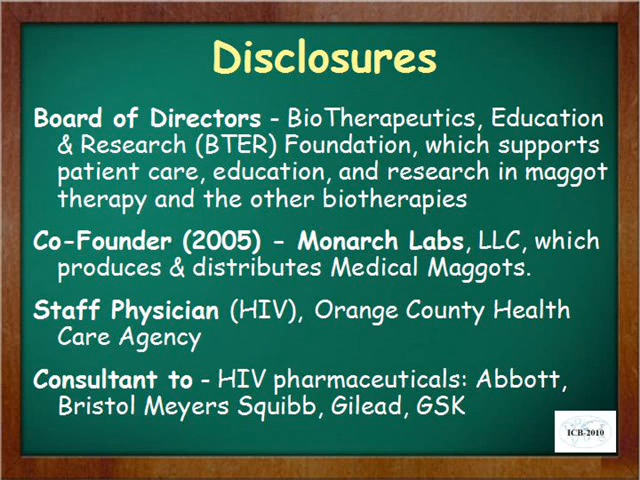 Disclosures
Board of Directors - BioTherapeutics, Education
& Research (BTER) Foundation, which supports
patient care, education, and research in maggot
therapy and the other biotherapies
Co-Founder (2005) - Monarch Labs, LLC, which
produces & distributes Medical Maggots.
Staff Physician (HIV), Orange County Health
Care Agency
Consultant to - HIV pharmaceuticals: Abbott,
Bristol Meyers Squibb, Gilead, GSK
ICB-2010